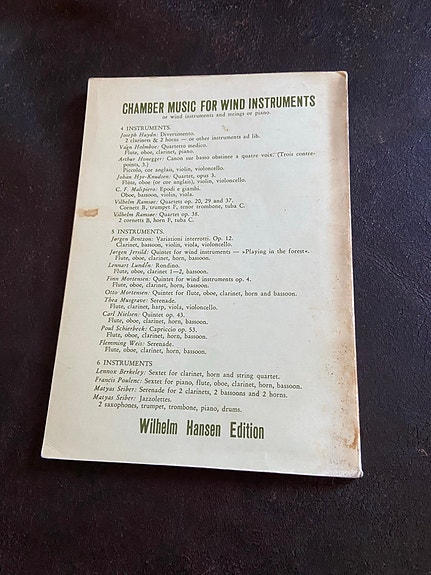 CHAMBER MUSIC FOR WIND INSTRUMENTS
or wind instruments and strings or piano.
4 INSTRUMENTS.
Joseph Haydn: Divertimento.
2 clarinets & 2 horns — or other instruments ad lib.
Vagn Holmboe: Quartetto medico.
Flute, oboe, clarinet, piano.
Arthur Honegger: Canon sur basso obstinée a quatre voix. (Trois contre-
points, 3.)
Piccolo, cor anglais, violin, violoncello.
Johan Hye-Knudsen: Quartet, opus 3.
Flute, oboe (or cor anglais), violin, violoncello.
C. F. Malipiero: Epodi e giambi.
Oboe, bassoon, violin, viola.
Vilhelm Ramsøe: Quartets op. 20, 29 and 37.
Cornett B, trumpet F, tenor trombone, tuba C.
Vilhelm Ramsøe: Quartet op. 38.
2 cornetts B, horn F, tuba C.
5 INSTRUMENTS.
Jørgen Bentzon: Variazioni interrotti. Op. 12.
Clarinet, bassoon, violin, viola, violoncello.
Jørgen Jersild: Quintet for wind instruments — »Playing in the forest«.
Flute, oboe, clarinet, horn, bassoon.
Lennart Lundén: Rondino.
Flute, oboe, clarinet 1—2, bassoon.
Finn Mortensen: Quintet for wind instruments op. 4.
Flute, oboe, clarinet, horn, bassoon.
Otto Mortensen: Quintet for flute, oboe, clarinet, horn and bassoon.
Thea Musgrave: Serenade.
Flute, clarinet, harp, viola, violoncello.
Carl Nielsen: Quintet op. 43.
Flute, oboe, clarinet, horn, bassoon.
Poul Schierbeck: Capriccio op. 53.
Flute, oboe, clarinet, horn, bassoon.
Flemming Weis: Serenade.
Flute, oboe, clarinet, horn, bassoon.
6 INSTRUMENTS
Lennox Berkeley: Sextet for clarinet, horn and string quartet.
Francis Poulenc: Sextet for piano, flute, oboe, clarinet, horn, bassoon.
Matyas Seiber: Serenade for 2 clarinets, 2 bassoons and 2 horns.
Matyas Seiber: Jazzolettes.
2 saxophones, trumpet, trombone, piano, drums.
Wilhelm Hansen Edition